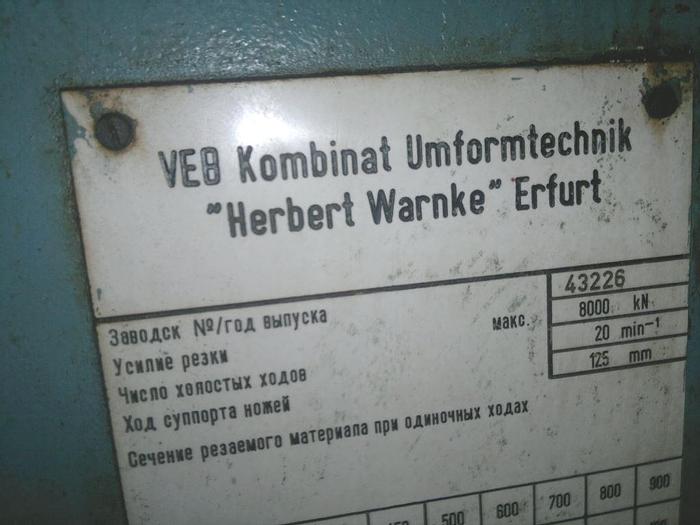 VEB Kombinat Umformtechnik
"Herbert Warnke" Erfurt
Заводск №/год выпуска 43226
Усилие резки макс. 8000 kN
Число холостых ходов 20 min⁻¹
Ход суппорта ножей 125 mm
Сечение резаемого материала при одиночных ходах
500 600 700 800 900